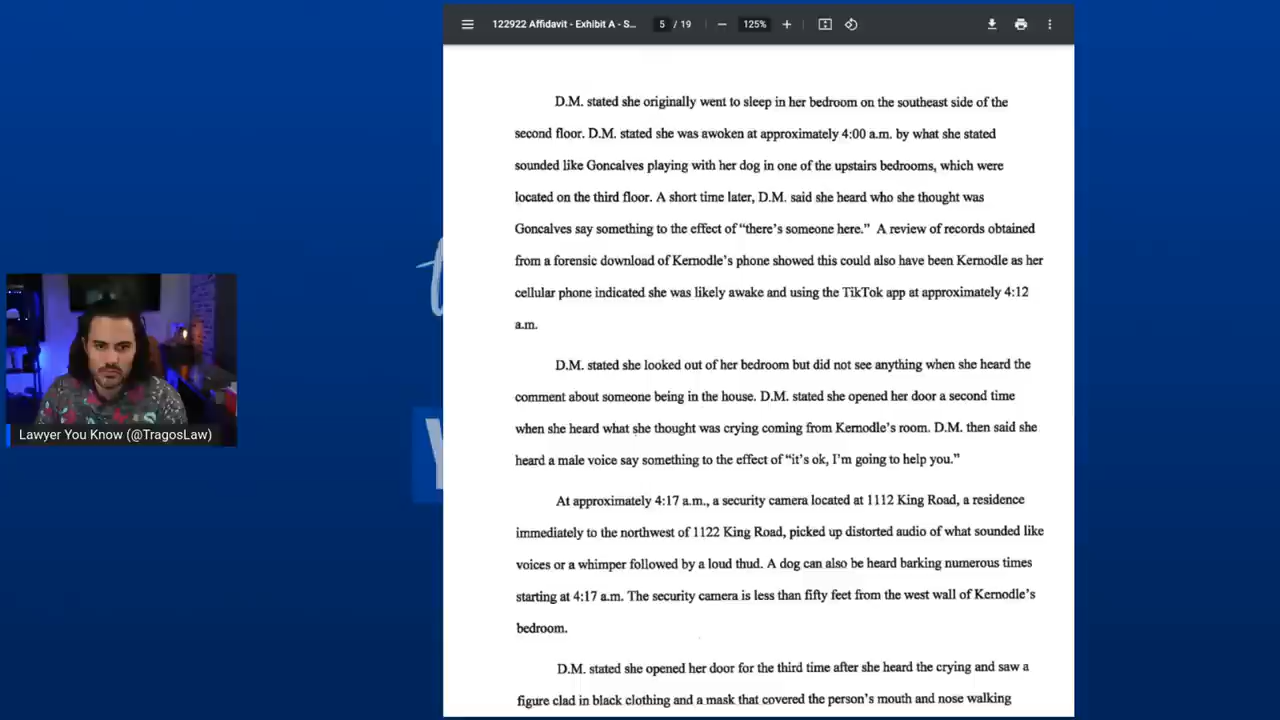 122922 Affidavit - Exhibit A - S...
5 / 19
125%
D.M. stated she originally went to sleep in her bedroom on the southeast side of the
second floor. D.M. stated she was awoken at approximately 4:00 a.m. by what she stated
sounded like Goncalves playing with her dog in one of the upstairs bedrooms, which were
located on the third floor. A short time later, D.M. said she heard who she thought was
Goncalves say something to the effect of “there’s someone here.” A review of records obtained
from a forensic download of Kernodle’s phone showed this could also have been Kernodle as her
cellular phone indicated she was likely awake and using the TikTok app at approximately 4:12
a.m.
D.M. stated she looked out of her bedroom but did not see anything when she heard the
comment about someone being in the house. D.M. stated she opened her door a second time
when she heard what she thought was crying coming from Kernodle’s room. D.M. then said she
heard a male voice say something to the effect of “it’s ok, I’m going to help you.”
At approximately 4:17 a.m., a security camera located at 1112 King Road, a residence
immediately to the northwest of 1122 King Road, picked up distorted audio of what sounded like
voices or a whimper followed by a loud thud. A dog can also be heard barking numerous times
starting at 4:17 a.m. The security camera is less than fifty feet from the west wall of Kernodle’s
bedroom.
D.M. stated she opened her door for the third time after she heard the crying and saw a
figure clad in black clothing and a mask that covered the person’s mouth and nose walking
Lawyer You Know (@TragosLaw)